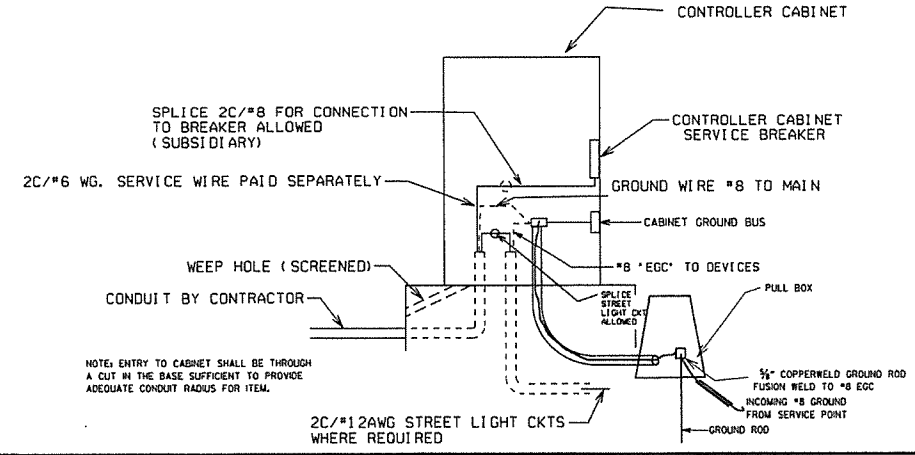 CONTROLLER CABINET
SPLICE 2C/#8 FOR CONNECTION
TO BREAKER ALLOWED
(SUBSIDIARY)
CONTROLLER CABINET
SERVICE BREAKER
2C/#6 WG. SERVICE WIRE PAID SEPARATELY
GROUND WIRE #8 TO MAIN
CABINET GROUND BUS
WEEP HOLE (SCREENED)
#8 "EGC" TO DEVICES
CONDUIT BY CONTRACTOR
SPLICE
STREET
LIGHT CKT
ALLOWED
PULL BOX
NOTE: ENTRY TO CABINET SHALL BE THROUGH
A CUT IN THE BASE SUFFICIENT TO PROVIDE
ADEQUATE CONDUIT RADIUS FOR ITEM.
5/8" COPPERWELD GROUND ROD
FUSION WELD TO #8 EGC
INCOMING #8 GROUND
FROM SERVICE POINT
2C/#12AWG STREET LIGHT CKTS
WHERE REQUIRED
GROUND ROD